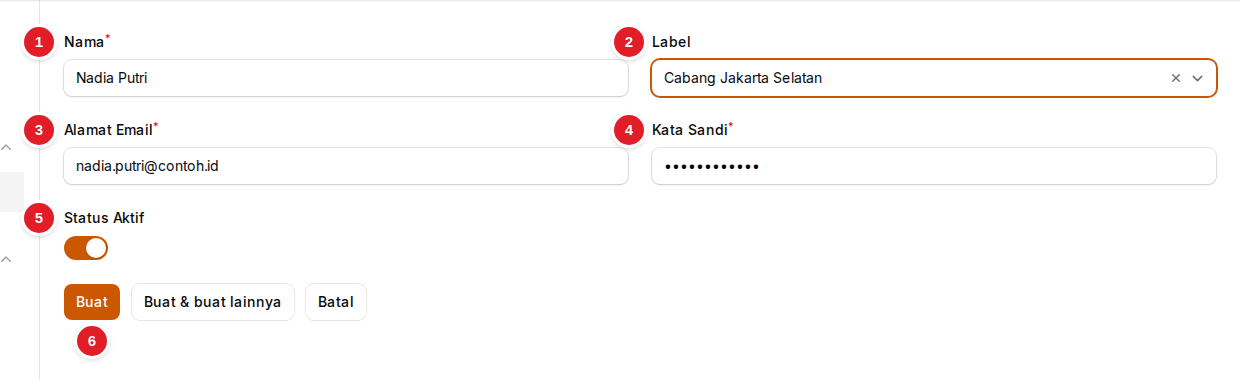 1 Nama* 2 Label
Nadia Putri Cabang Jakarta Selatan
3 Alamat Email* 4 Kata Sandi*
nadia.putri@contoh.id ••••••••••••
5 Status Aktif
Buat Buat & buat lainnya Batal
6